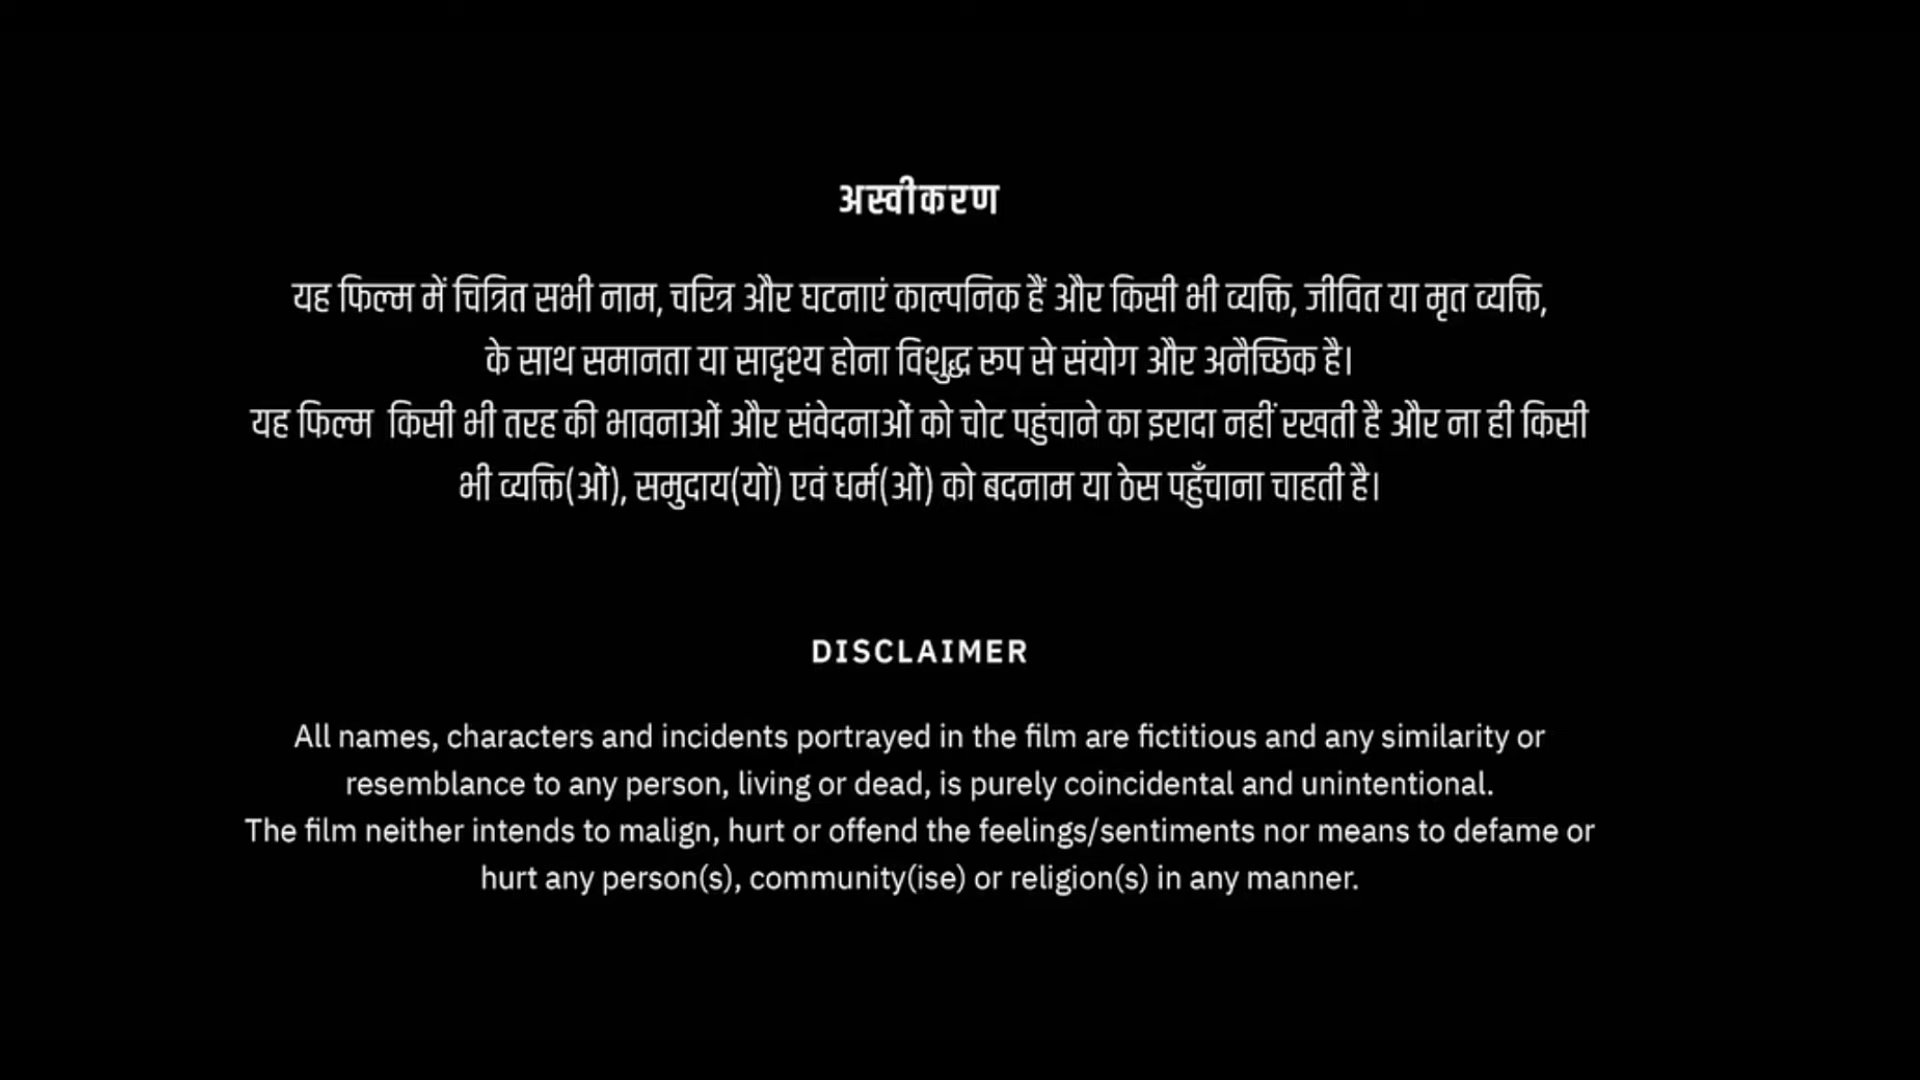 अस्वीकरण
यह फिल्म में चित्रित सभी नाम, चरित्र और घटनाएं काल्पनिक हैं और किसी भी व्यक्ति, जीवित या मृत व्यक्ति,
के साथ समानता या सादृश्य होना विशुद्ध रूप से संयोग और अनैच्छिक है।
यह फिल्म किसी भी तरह की भावनाओं और संवेदनाओं को चोट पहुंचाने का इरादा नहीं रखती है और ना ही किसी
भी व्यक्ति(ओं), समुदाय(यों) एवं धर्म(ओं) को बदनाम या ठेस पहुँचाना चाहती है।
DISCLAIMER
All names, characters and incidents portrayed in the film are fictitious and any similarity or
resemblance to any person, living or dead, is purely coincidental and unintentional.
The film neither intends to malign, hurt or offend the feelings/sentiments nor means to defame or
hurt any person(s), community(ise) or religion(s) in any manner.